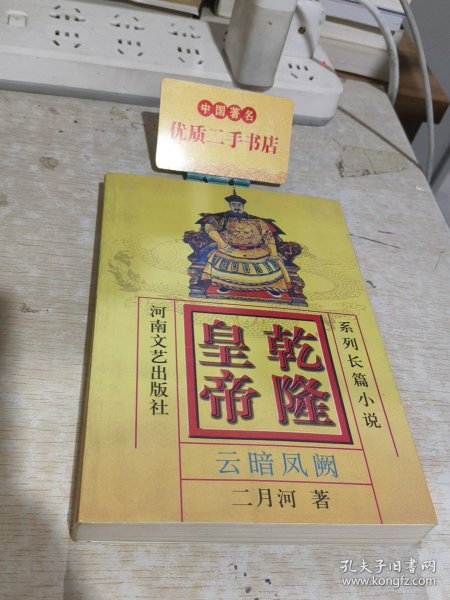 中国著名
优质二手书店
河南文艺出版社
乾隆
皇帝
系列长篇小说
云暗凤阙
二月河 著
孔夫子旧书网
www.kongfz.com